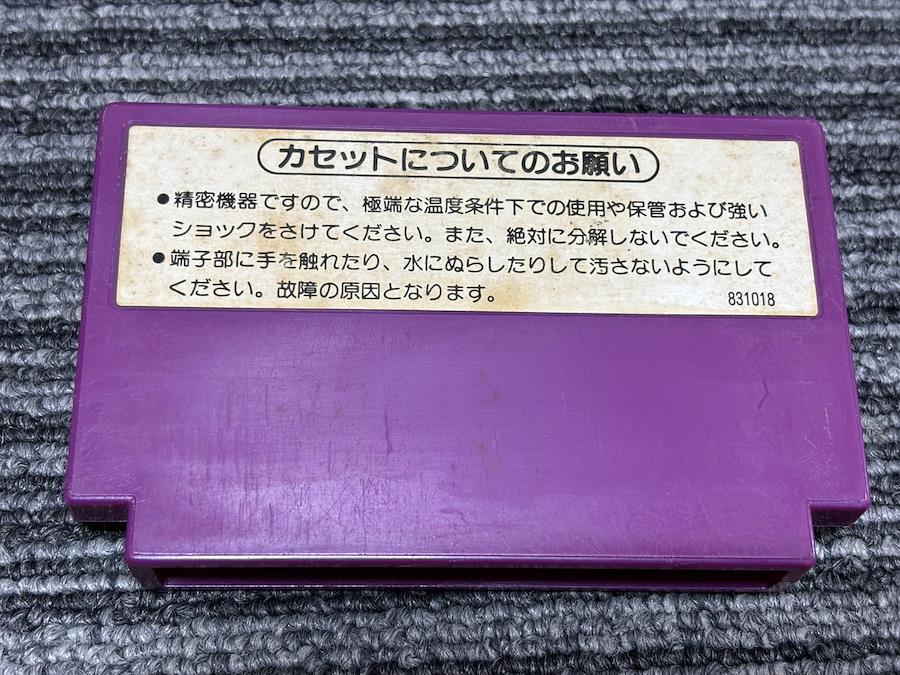 カセットについてのお願い
●精密機器ですので、極端な温度条件下での使用や保管および強い
ショックをさけてください。また、絶対に分解しないでください。
●端子部に手を触れたり、水にぬらしたりして汚さないようにして
ください。故障の原因となります。
831018